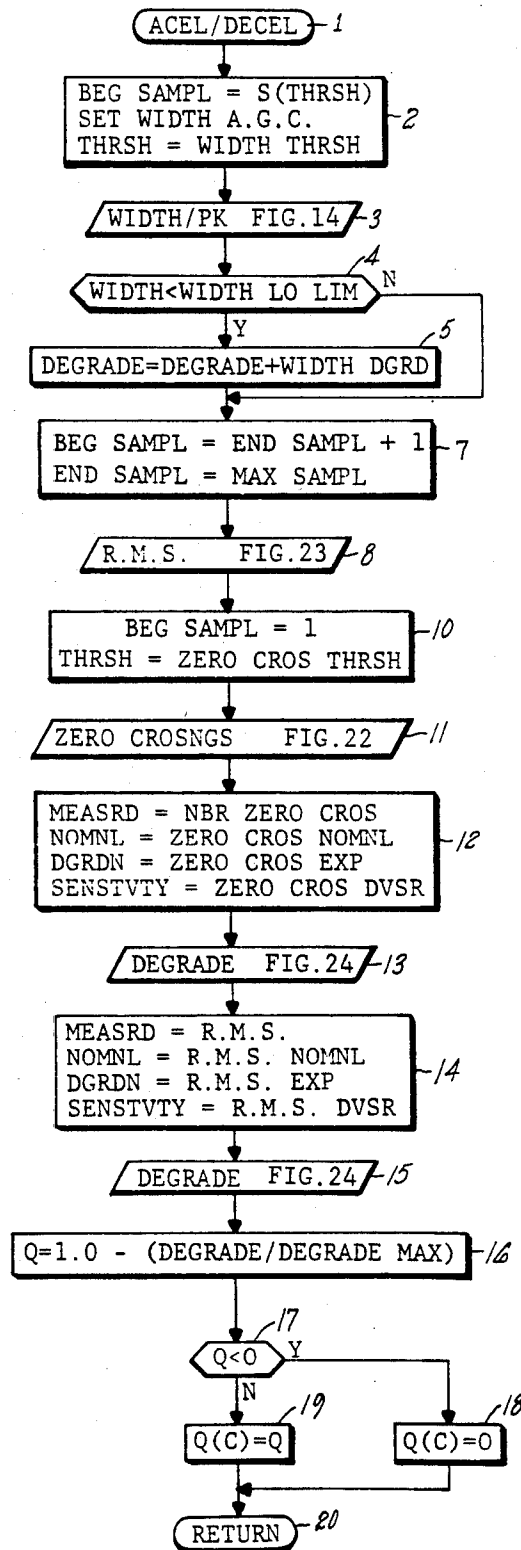 ACEL/DECEL 1
BEG SAMPL = S(THRSH)
SET WIDTH A.G.C.
THRSH = WIDTH THRSH
2
WIDTH/PK FIG.14 3
4
WIDTH<WIDTH LO LIM N
Y
5
DEGRADE=DEGRADE+WIDTH DGRD
BEG SAMPL = END SAMPL + 1
END SAMPL = MAX SAMPL
7
R.M.S. FIG.23 8
BEG SAMPL = 1
THRSH = ZERO CROS THRSH
10
ZERO CROSNGS FIG.22 11
MEASRD = NBR ZERO CROS
NOMNL = ZERO CROS NOMNL
DGRDN = ZERO CROS EXP
SENSTVTY = ZERO CROS DVSR
12
DEGRADE FIG.24 13
MEASRD = R.M.S.
NOMNL = R.M.S. NOMNL
DGRDN = R.M.S. EXP
SENSTVTY = R.M.S. DVSR
14
DEGRADE FIG.24 15
Q=1.0 - (DEGRADE/DEGRADE MAX) 16
17
Q<O Y
N
19
18
Q(C)=Q
Q(C)=O
RETURN 20